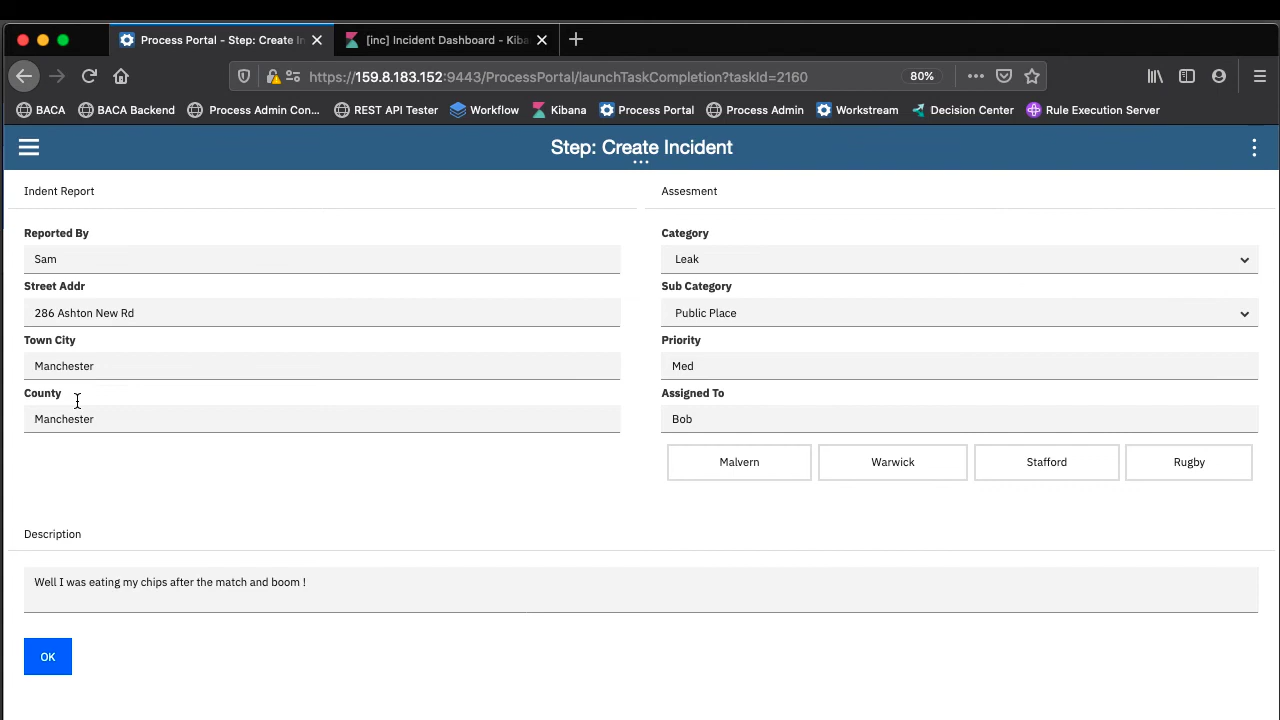 Process Portal - Step: Create In
[inc] Incident Dashboard - Kiba
https://159.8.183.152:9443/ProcessPortal/launchTaskCompletion?taskId=2160
80%
BACA
BACA Backend
Process Admin Con...
REST API Tester
Workflow
Kibana
Process Portal
Process Admin
Workstream
Decision Center
Rule Execution Server
Step: Create Incident
Indent Report
Reported By
Sam
Street Addr
286 Ashton New Rd
Town City
Manchester
County
Manchester
Assesment
Category
Leak
Sub Category
Public Place
Priority
Med
Assigned To
Bob
Malvern
Warwick
Stafford
Rugby
Description
Well I was eating my chips after the match and boom !
OK